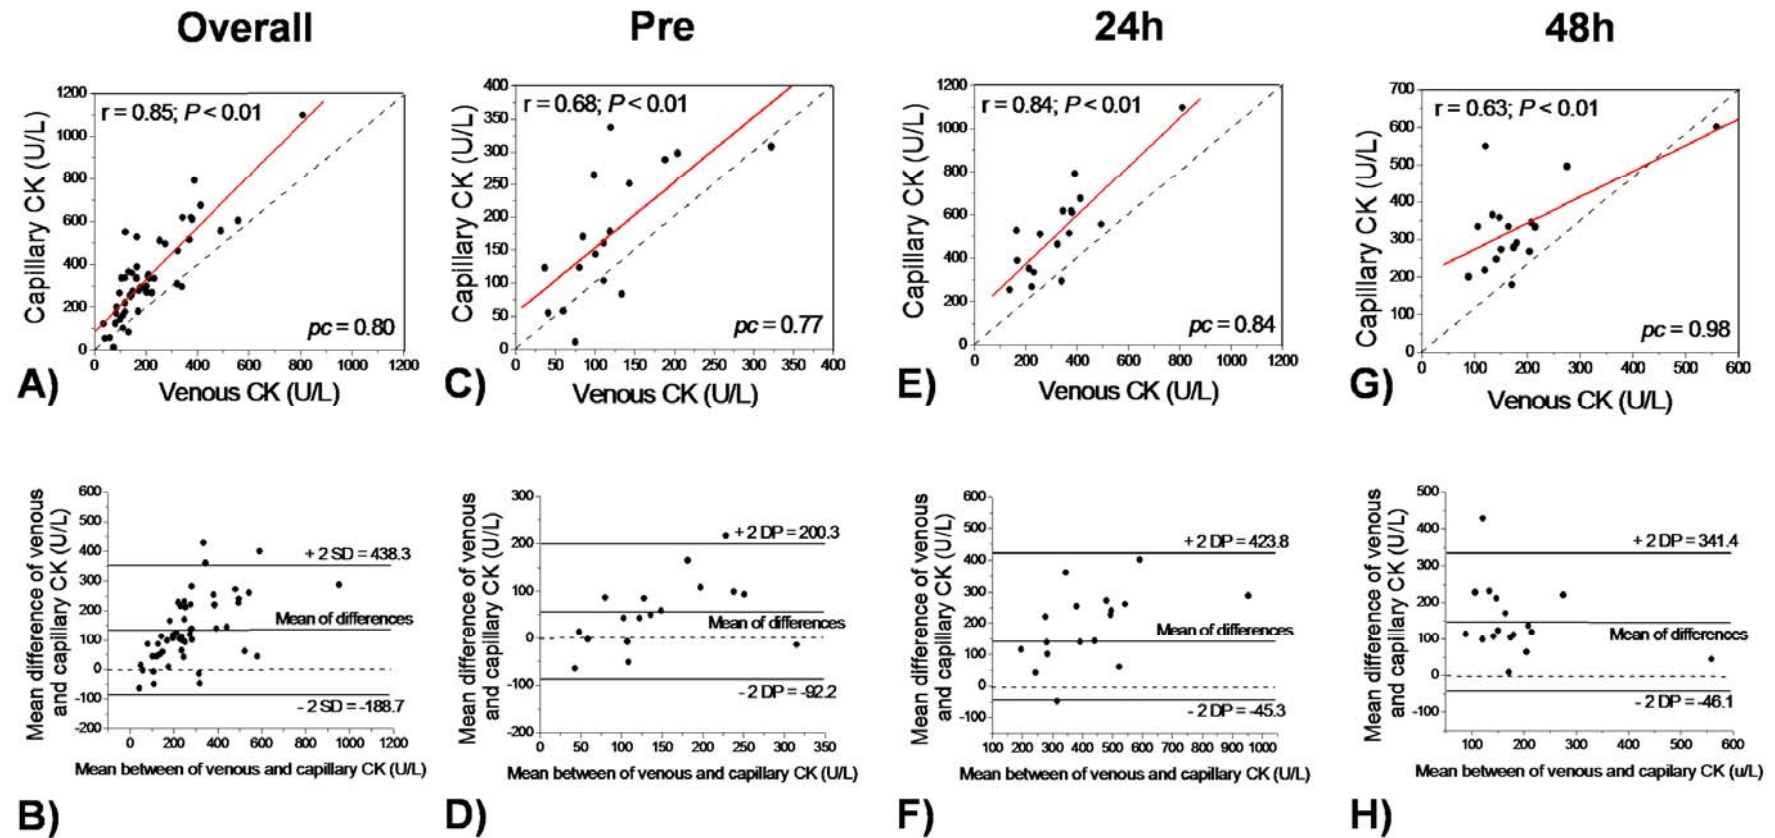 Overall
Pre
24h
48h
r = 0.85; P < 0.01
pc = 0.80
Capillary CK (U/L)
1200
1000
800
600
400
200
0
0 200 400 600 800 1000 1200
Venous CK (U/L)
A)
r = 0.68; P < 0.01
pc = 0.77
Capillary CK (U/L)
400
350
300
250
200
150
100
50
0
0 50 100 150 200 250 300 350 400
Venous CK (U/L)
C)
r = 0.84; P < 0.01
pc = 0.84
Capillary CK (U/L)
1200
1000
800
600
400
200
0
0 200 400 600 800 1000 1200
Venous CK (U/L)
E)
r = 0.63; P < 0.01
pc = 0.98
Capillary CK (U/L)
700
600
500
400
300
200
100
0
0 100 200 300 400 500 600
Venous CK (U/L)
G)
Mean difference of venous
and capillary CK (U/L)
600
500
400
300
200
100
0
-100
-200
+ 2 SD = 438.3
Mean of differences
- 2 SD = -188.7
0 200 400 600 800 1000 1200
Mean between of venous and capillary CK (U/L)
B)
Mean difference of venous
and capillary CK (U/L)
300
200
100
0
-100
-200
+ 2 DP = 200.3
Mean of differences
- 2 DP = -92.2
0 50 100 150 200 250 300 350
Mean between of venous and capillary CK (U/L)
D)
Mean difference of venous
and capillary CK (U/L)
600
500
400
300
200
100
0
-100
+ 2 DP = 423.8
Mean of differences
- 2 DP = -45.3
100 200 300 400 500 600 700 800 900 1000
Mean between of venous and capillary CK (U/L)
F)
Mean difference of venous
and capillary CK (U/L)
500
400
300
200
100
0
-100
+ 2 DP = 341.4
Mean of differences
- 2 DP = -46.1
100 200 300 400 500 600
Mean between of venous and capilary CK (u/L)
H)